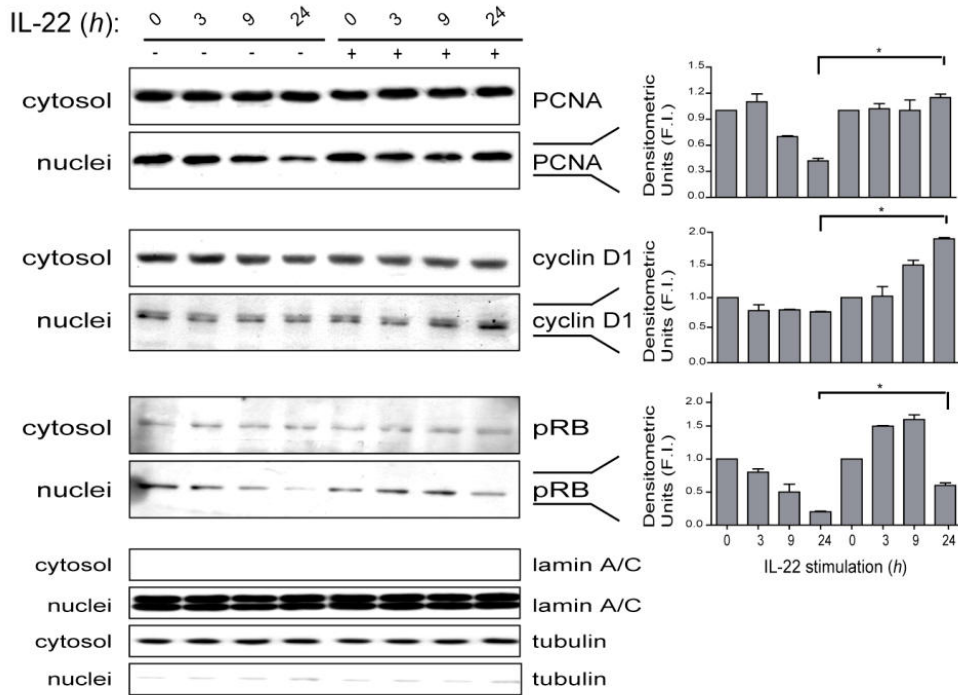 IL-22 (h): 0 3 9 24 0 3 9 24
- - - - + + + +
cytosol PCNA
nuclei PCNA
cytosol cyclin D1
nuclei cyclin D1
cytosol pRB
nuclei pRB
cytosol lamin A/C
nuclei lamin A/C
cytosol tubulin
nuclei tubulin
*
Densitometric
Units (F.I.)
1.5
1.2
0.9
0.6
0.3
0.0
*
Densitometric
Units (F.I.)
2.0
1.5
1.0
0.5
0.0
*
Densitometric
Units (F.I.)
2.0
1.5
1.0
0.5
0.0
0 3 9 24 0 3 9 24
IL-22 stimulation (h)